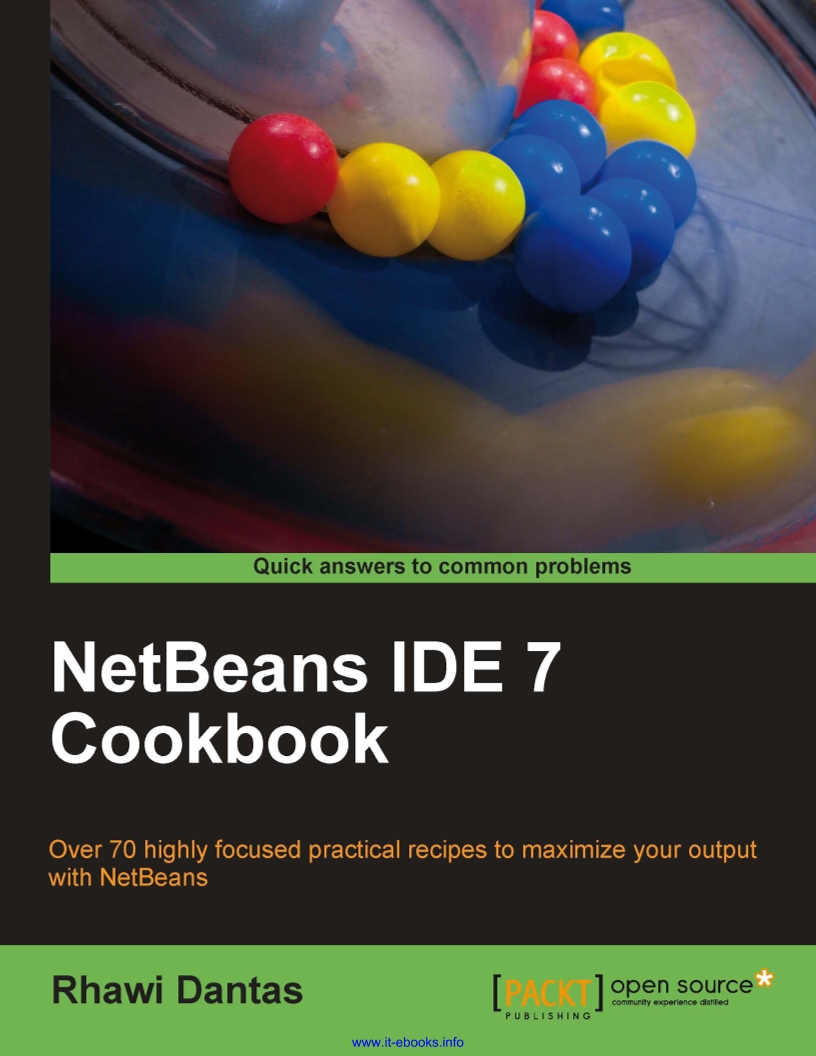 Quick answers to common problems
NetBeans IDE 7
Cookbook
Over 70 highly focused practical recipes to maximize your output
with NetBeans
Rhawi Dantas
[PACKT]
PUBLISHING
open source*
community experience distilled
www.it-ebooks.info